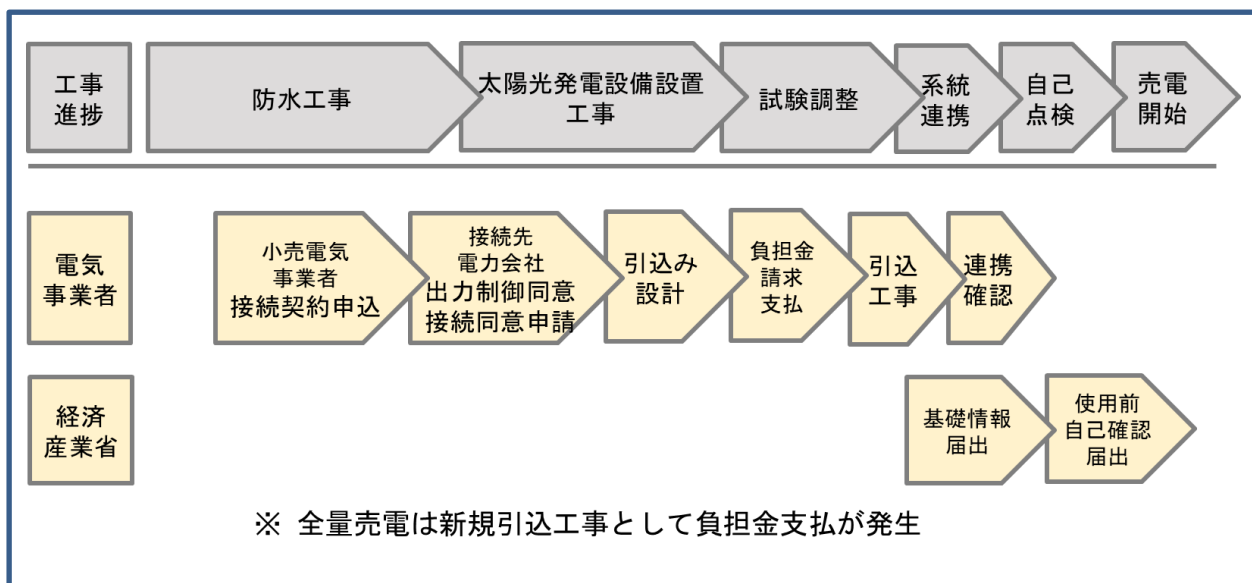 工事
進捗
防水工事
太陽光発電設備設置
工事
試験調整
系統
連携
自己
点検
売電
開始
電気
事業者
小売電気
事業者
接続契約申込
接続先
電力会社
出力制御同意
接続同意申請
引込み
設計
負担金
請求
支払
引込
工事
連携
確認
経済
産業省
基礎情報
届出
使用前
自己確認
届出
※ 全量売電は新規引込工事として負担金支払が発生